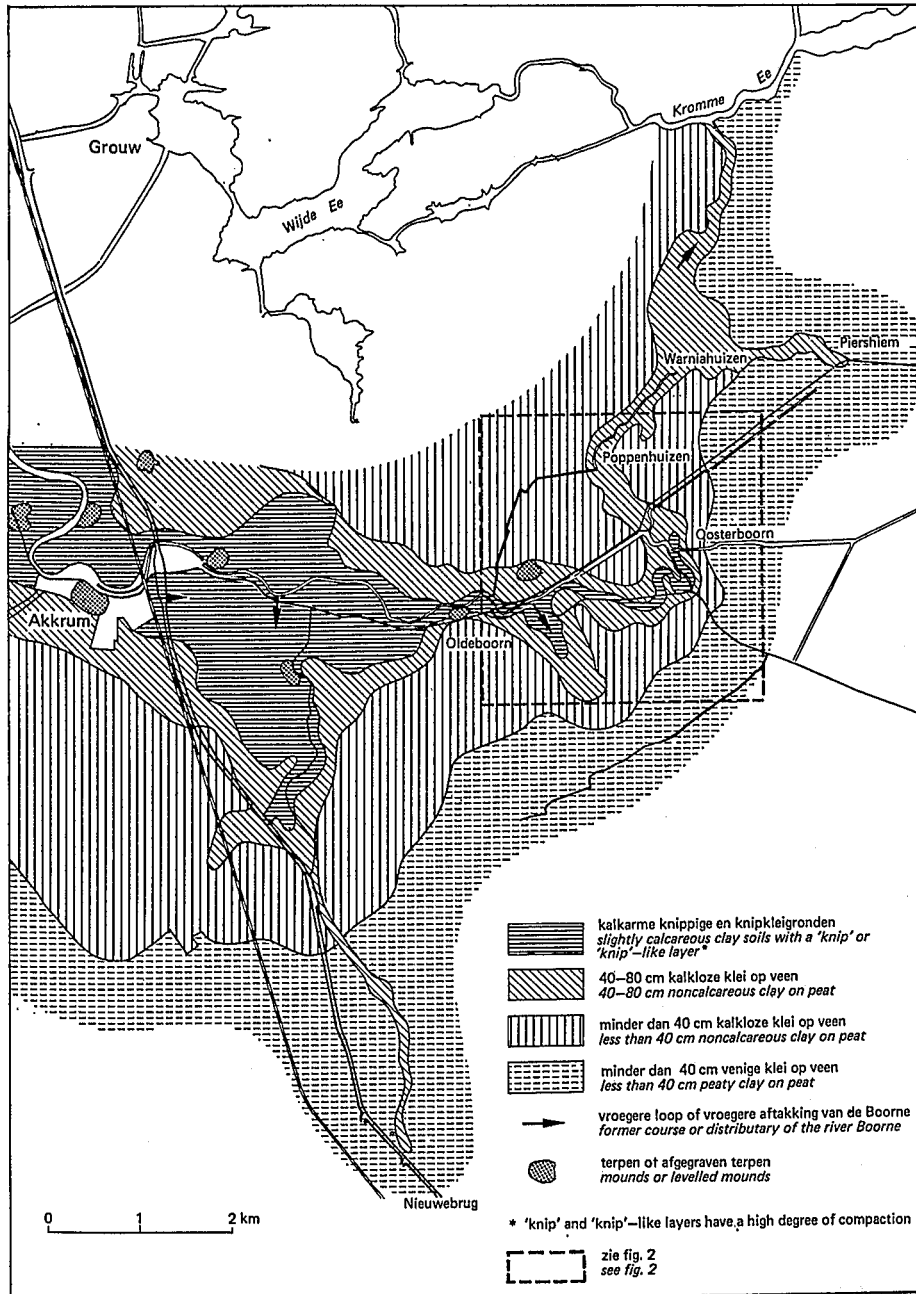 Kromme Ee
Grouw
Wijde Ee
Piershiem
Warniahuizen
Poppenhuizen
Oosterboorn
Akkrum
Oldeboorn
kalkarme knippige en knipkleigronden
slightly calcareous clay soils with a 'knip' or
'knip'-like layer*
40–80 cm kalkloze klei op veen
40–80 cm noncalcareous clay on peat
minder dan 40 cm kalkloze klei op veen
less than 40 cm noncalcareous clay on peat
minder dan 40 cm venige klei op veen
less than 40 cm peaty clay on peat
vroegere loop of vroegere aftakking van de Boorne
former course or distributary of the river Boorne
terpen of afgegraven terpen
mounds or levelled mounds
Nieuwebrug
0 1 2 km
* 'knip' and 'knip'–like layers have a high degree of compaction
zie fig. 2
see fig. 2